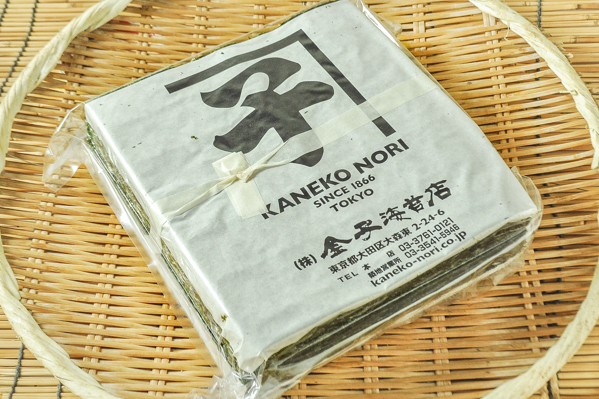 子
KANEKO NORI
SINCE 1866
TOKYO
(株)金子海苔店
東京都大田区大森東 2-24-6
TEL 本 店 03-3761-0121
築地営業所 03-3541-5946
kaneko-nori.co.jp